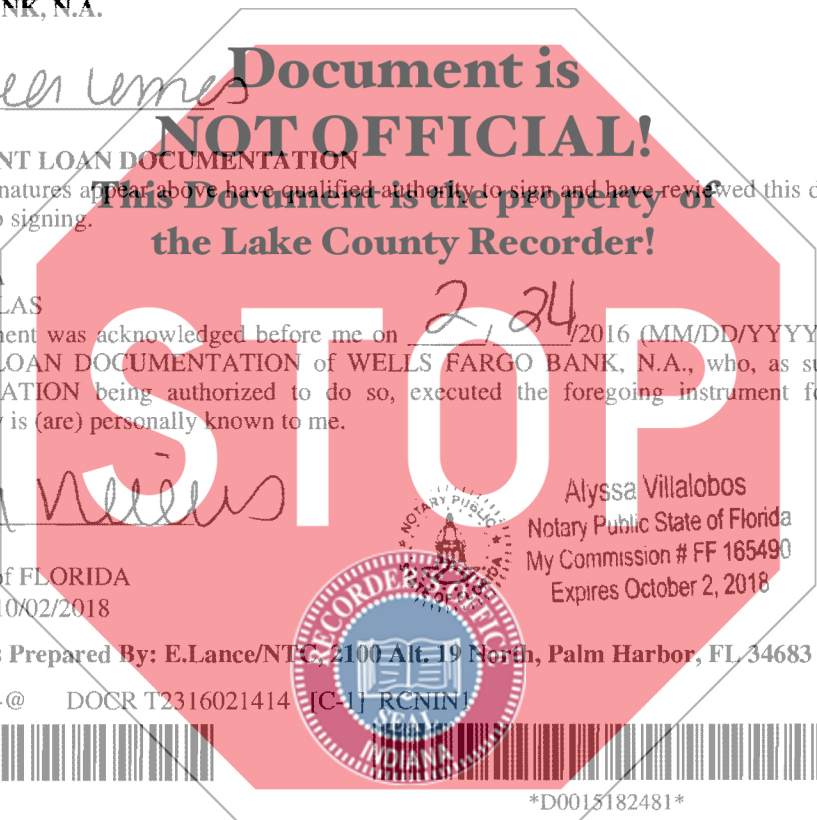 NK, N.A.
Document is
NOT OFFICIAL!
NT LOAN DOCUMENTATION
natures appear above have qualified authority to sign and have reviewed this d
This Document is the property of
o signing.
the Lake County Recorder!
A
LAS
ment was acknowledged before me on 2 / 24 /2016 (MM/DD/YYYY
LOAN DOCUMENTATION of WELLS FARGO BANK, N.A., who, as su
ATION being authorized to do so, executed the foregoing instrument fo
y is (are) personally known to me.
STOP
Alyssa Villalobos
Notary Public State of Florida
My Commission # FF 165490
Expires October 2, 2018
NOTARY PUBLIC
of FLORIDA
10/02/2018
RECORDER'S OFFICE
SEAL
INDIANA
s Prepared By: E.Lance/NTC, 2100 Alt. 19 North, Palm Harbor, FL 34683
-@ DOCR T2316021414 [C-1] RCNIN1
*D0015182481*